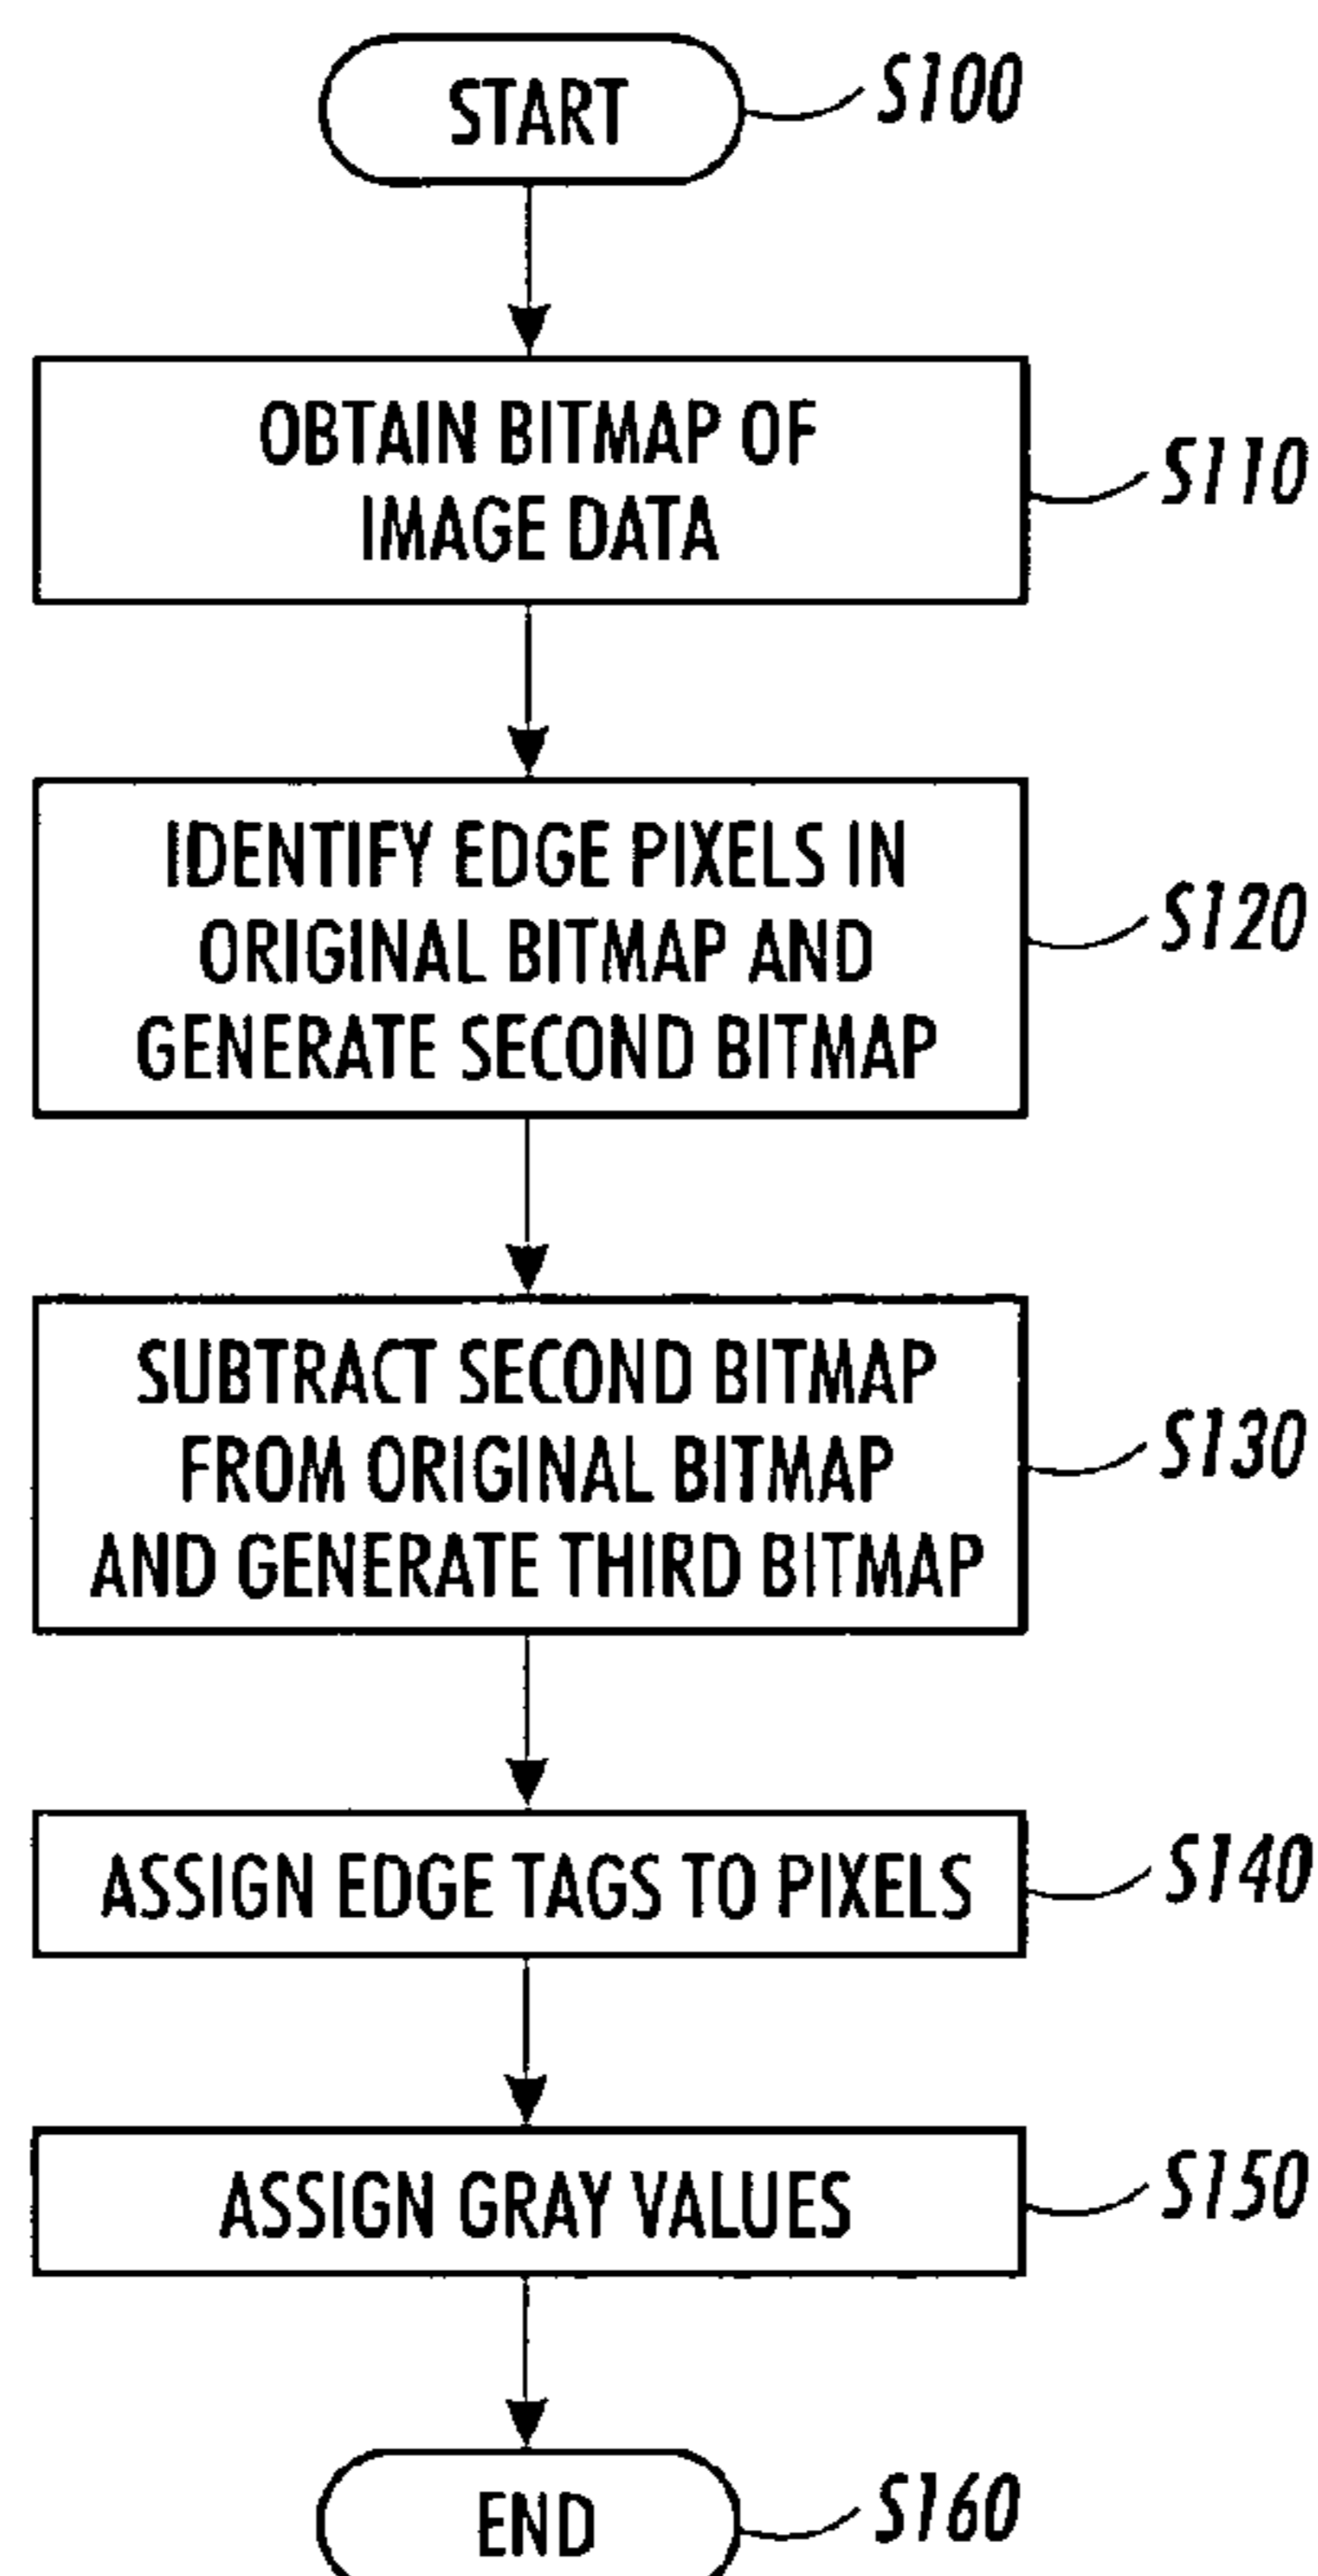 START
S100
OBTAIN BITMAP OF
IMAGE DATA
S110
IDENTIFY EDGE PIXELS IN
ORIGINAL BITMAP AND
GENERATE SECOND BITMAP
S120
SUBTRACT SECOND BITMAP
FROM ORIGINAL BITMAP
AND GENERATE THIRD BITMAP
S130
ASSIGN EDGE TAGS TO PIXELS
S140
ASSIGN GRAY VALUES
S150
END
S160